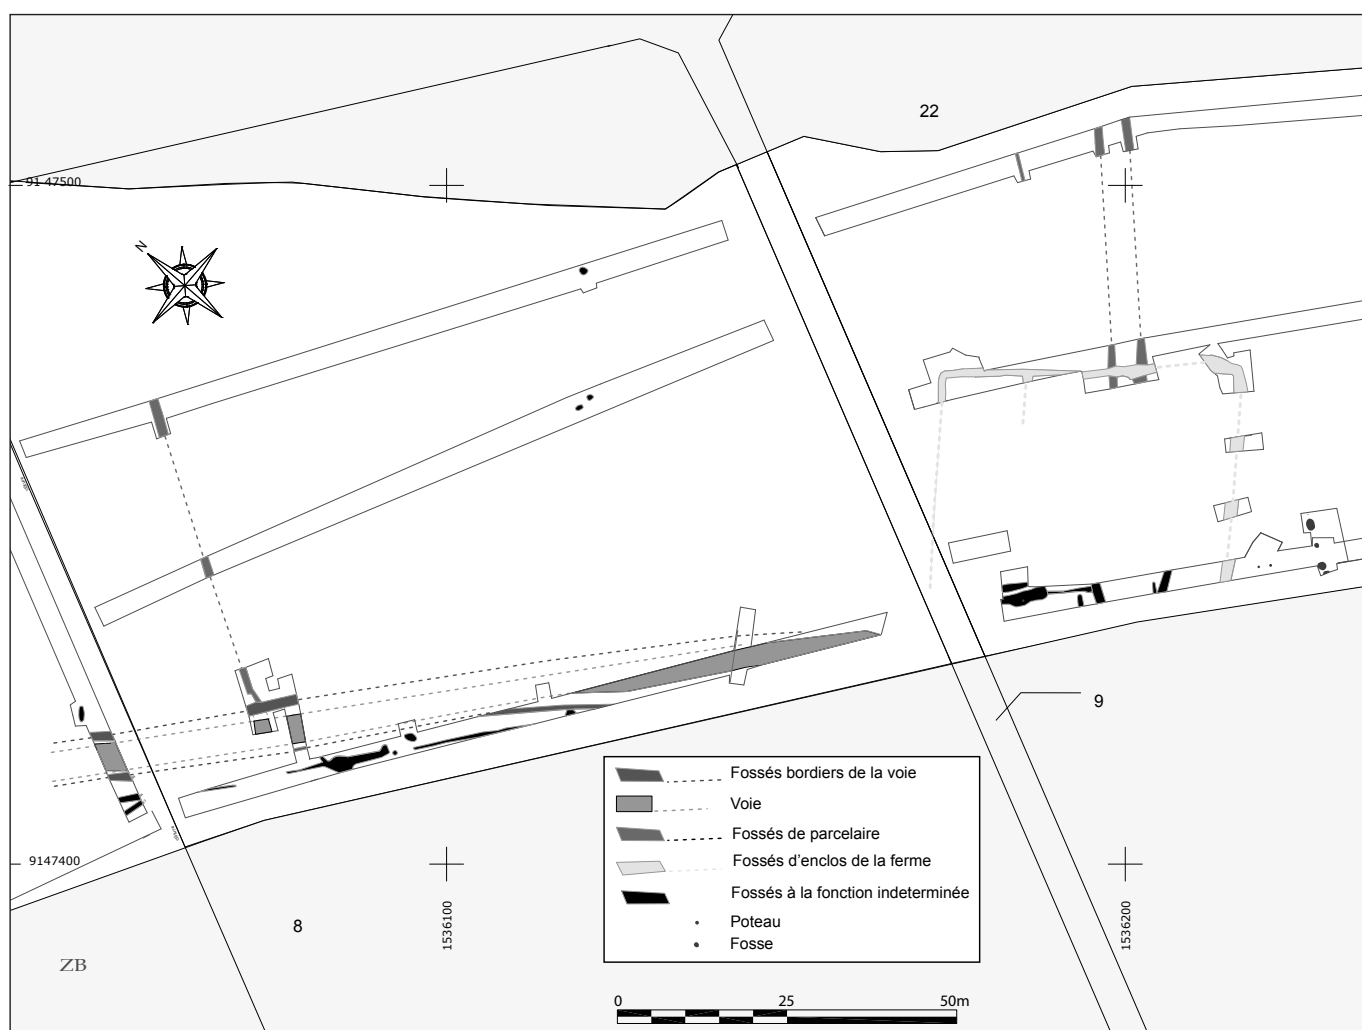 22
91 47500
N
Fossés bordiers de la voie
Voie
Fossés de parcelaire
Fossés d'enclos de la ferme
Fossés à la fonction indeterminée
Poteau
Fosse
9
9147400
1536100
1536200
8
ZB
0 25 50m